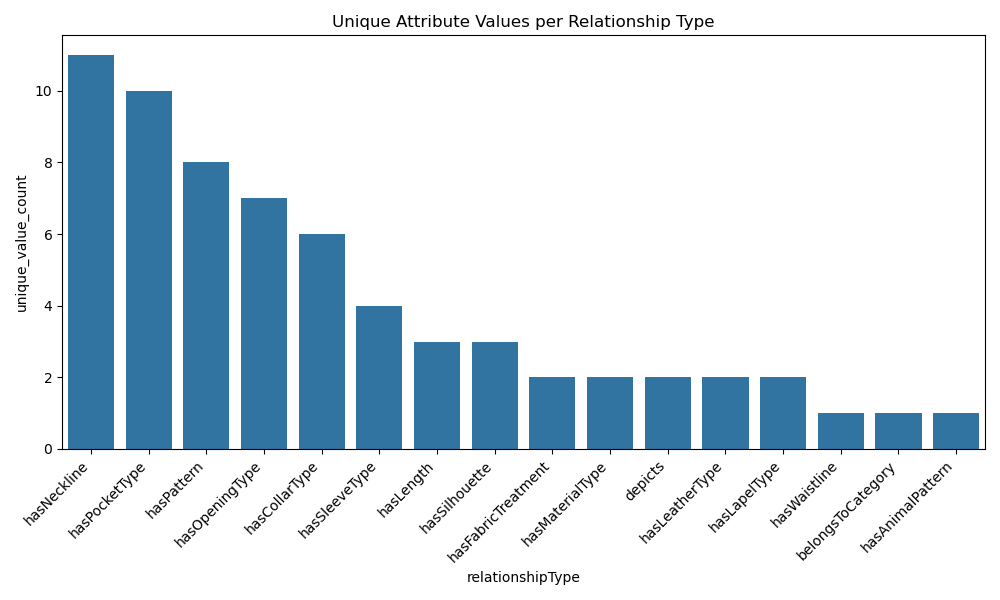 Unique Attribute Values per Relationship Type
unique_value_count
10
8
6
4
2
0
hasNeckline
hasPocketType
hasPattern
hasOpeningType
hasCollarType
hasSleeveType
hasLength
hasSilhouette
hasFabricTreatment
hasMaterialType
depicts
hasLeatherType
hasLapelType
hasWaistline
belongsToCategory
hasAnimalPattern
relationshipType